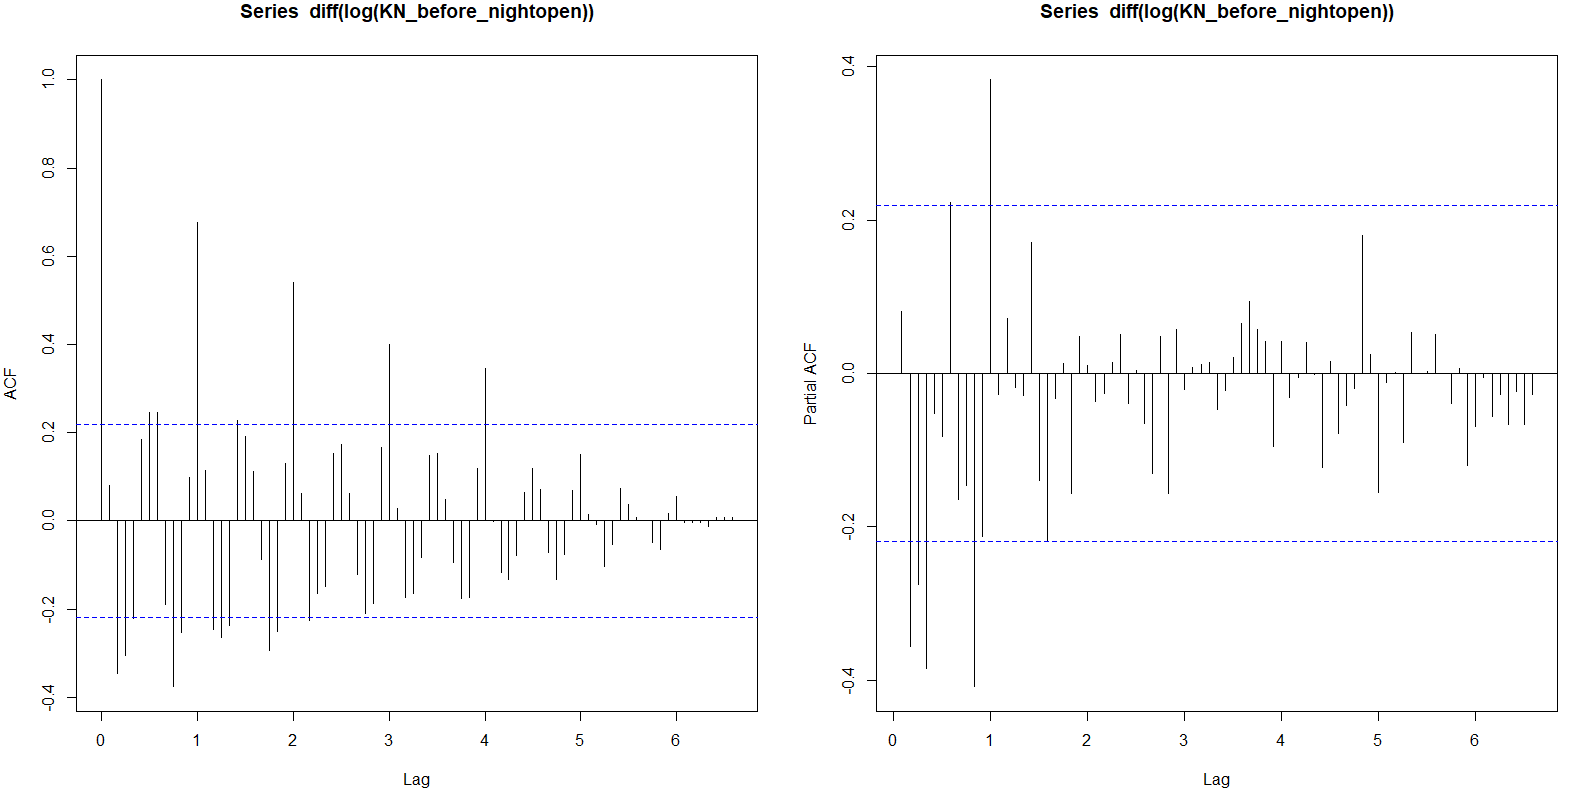 Series diff(log(KN_before_nightopen))
ACF
1.0
0.8
0.6
0.4
0.2
0.0
-0.2
-0.4
0 1 2 3 4 5 6
Lag
Series diff(log(KN_before_nightopen))
Partial ACF
0.4
0.2
0.0
-0.2
-0.4
0 1 2 3 4 5 6
Lag